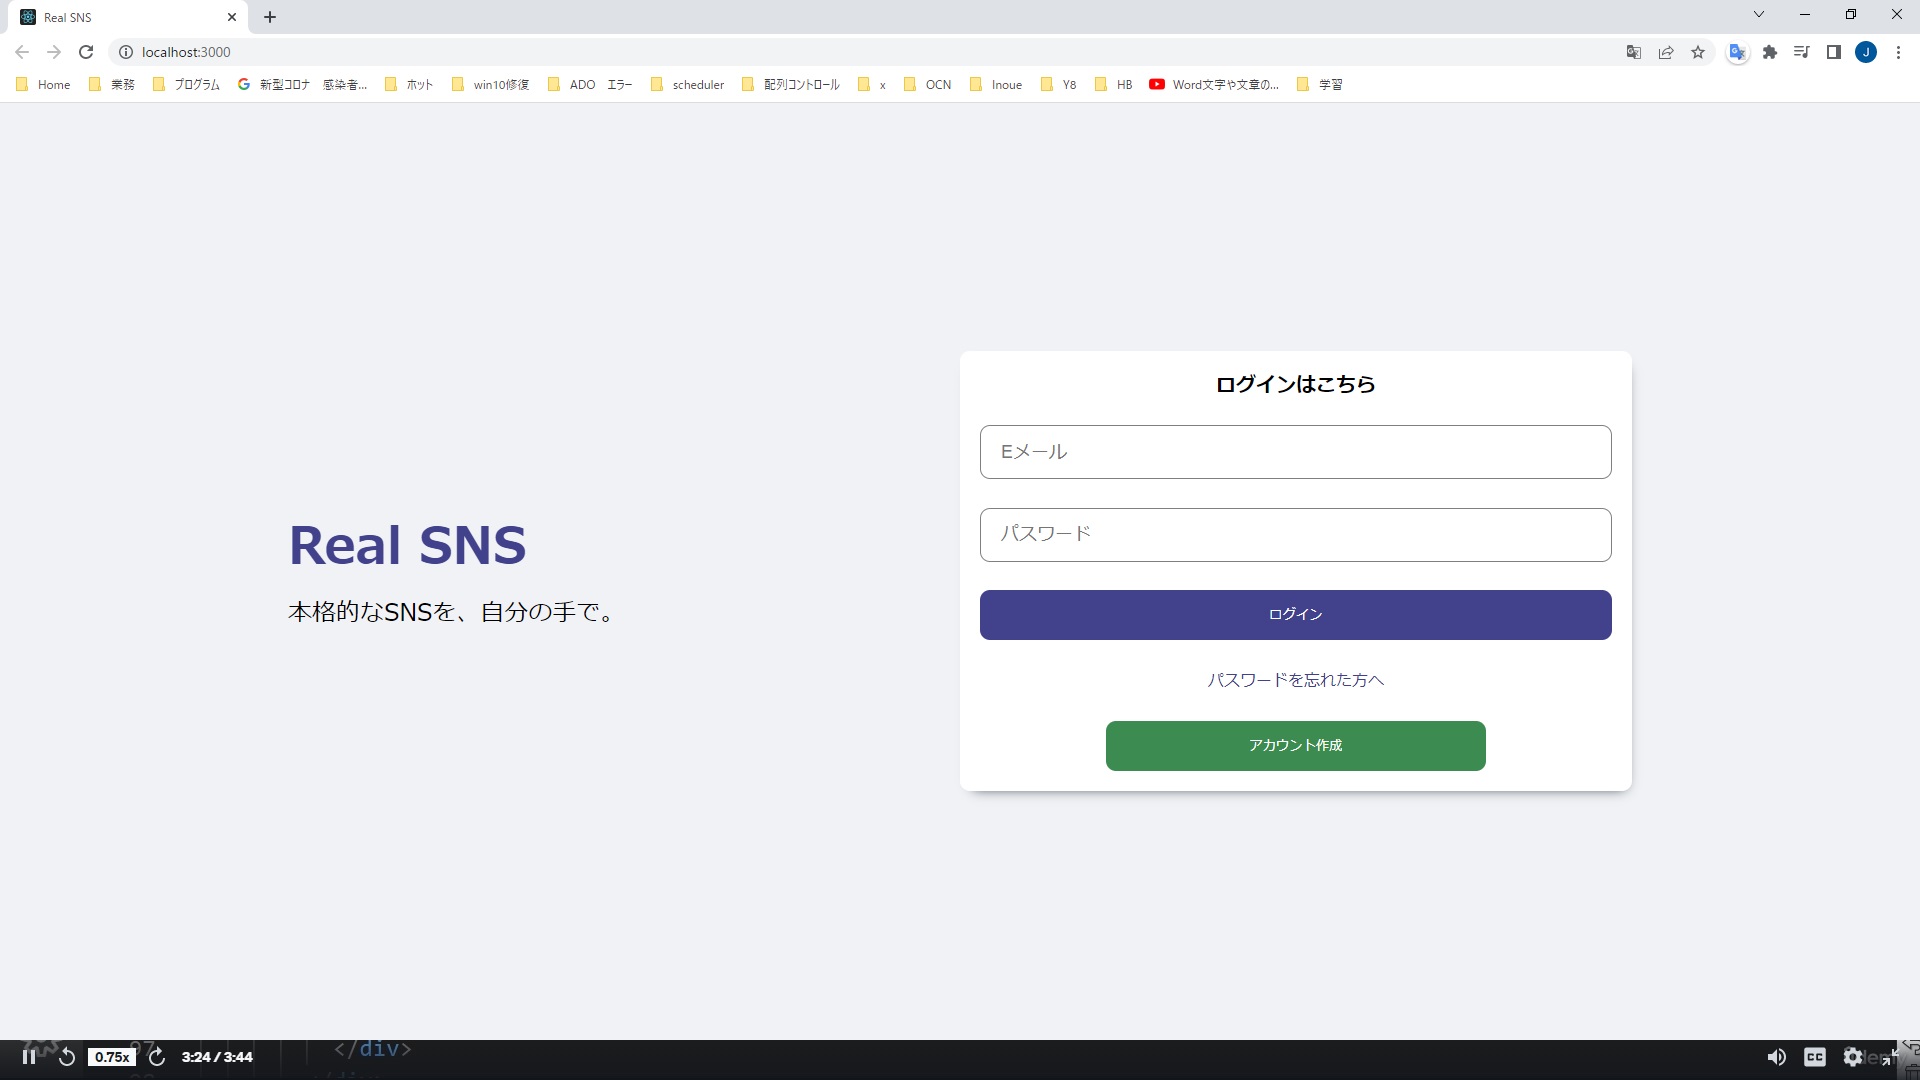 Real SNS
localhost:3000
Home 業務 プログラム 新型コロナ 感染者... ホット win10修復 ADO エラー scheduler 配列コントロール x OCN Inoue Y8 HB Word文字や文章の... 学習
ログインはこちら
Eメール
パスワード
Real SNS
本格的なSNSを、自分の手で。
ログイン
パスワードを忘れた方へ
アカウント作成
97 </div>
0.75x 3:24 / 3:44 CC